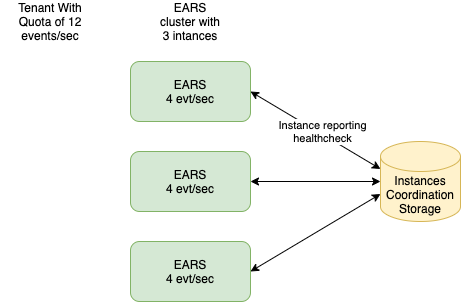 Tenant With
Quota of 12
events/sec
EARS
cluster with
3 intances
EARS
4 evt/sec
Instance reporting
healthcheck
EARS
4 evt/sec
Instances
Coordination
Storage
EARS
4 evt/sec